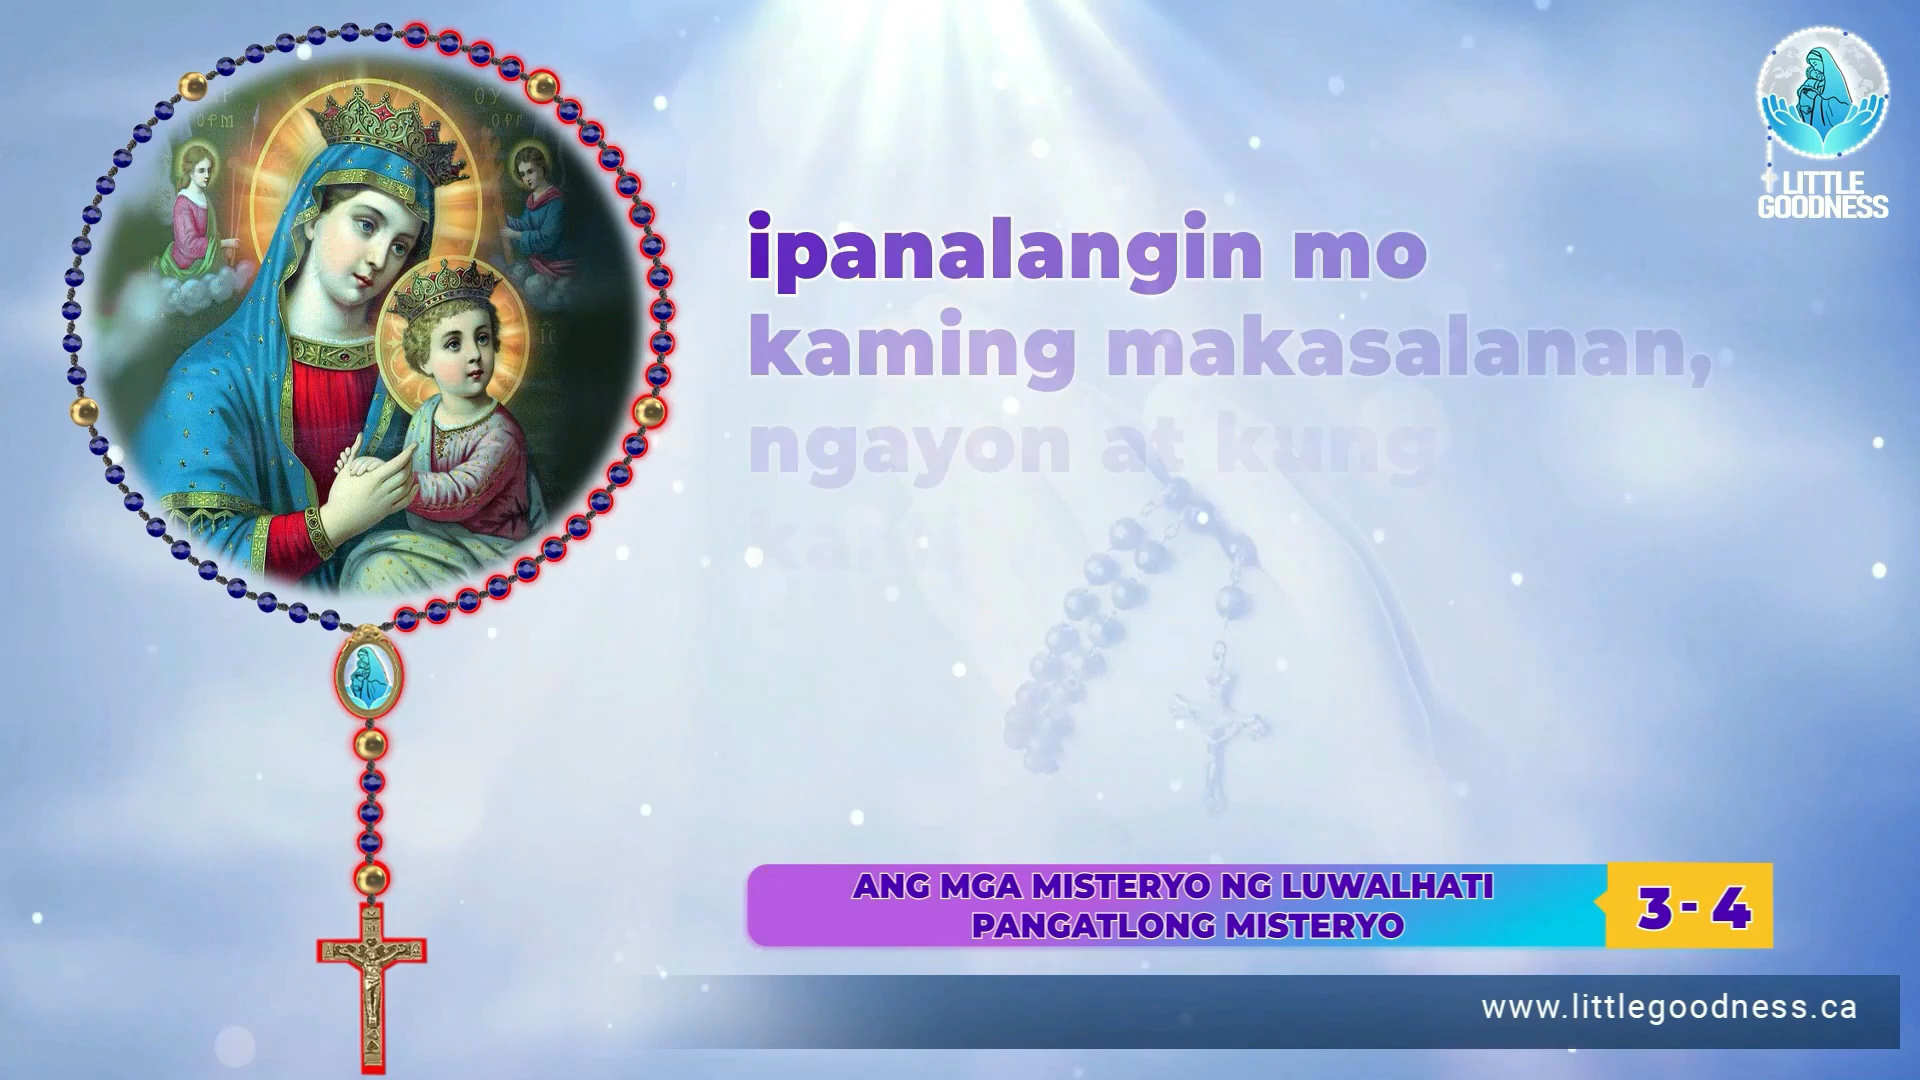 ipanalangin mo
kaming makasalanan,
ngayon at kung
LITTLE
GOODNESS
ANG MGA MISTERYO NG LUWALHATI
PANGATLONG MISTERYO
3 - 4
www.littlegoodness.ca